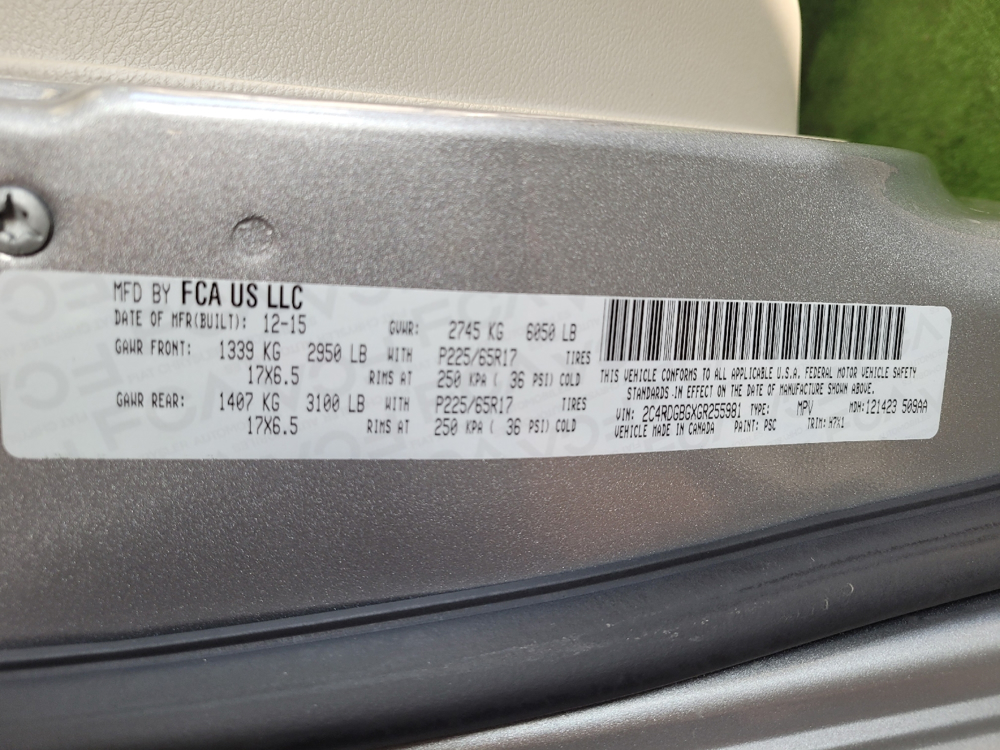 MFD BY FCA US LLC
DATE OF MFR(BUILT): 12-15 GVWR: 2745 KG 6050 LB
GAWR FRONT: 1339 KG 2950 LB WITH P225/65R17 TIRES
17X6.5 RIMS AT 250 KPA ( 36 PSI) COLD
GAWR REAR: 1407 KG 3100 LB WITH P225/65R17 TIRES
17X6.5 RIMS AT 250 KPA ( 36 PSI) COLD
THIS VEHICLE CONFORMS TO ALL APPLICABLE U.S.A. FEDERAL MOTOR VEHICLE SAFETY
STANDARDS IN EFFECT ON THE DATE OF MANUFACTURE SHOWN ABOVE.
VIN: 2C4RDGBGXGR255981 TYPE: MPV MDH:121423 509AA
VEHICLE MADE IN CANADA PAINT: PSC TRIM: